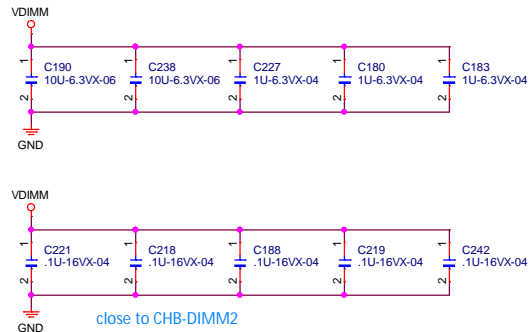 VDIMM
1 1 1 1 1
C190 C238 C227 C180 C183
10U-6.3VX-06 10U-6.3VX-06 1U-6.3VX-04 1U-6.3VX-04 1U-6.3VX-04
2 2 2 2 2
GND
VDIMM
1 1 1 1 1
C221 C218 C188 C219 C242
.1U-16VX-04 .1U-16VX-04 .1U-16VX-04 .1U-16VX-04 .1U-16VX-04
2 2 2 2 2
close to CHB-DIMM2
GND